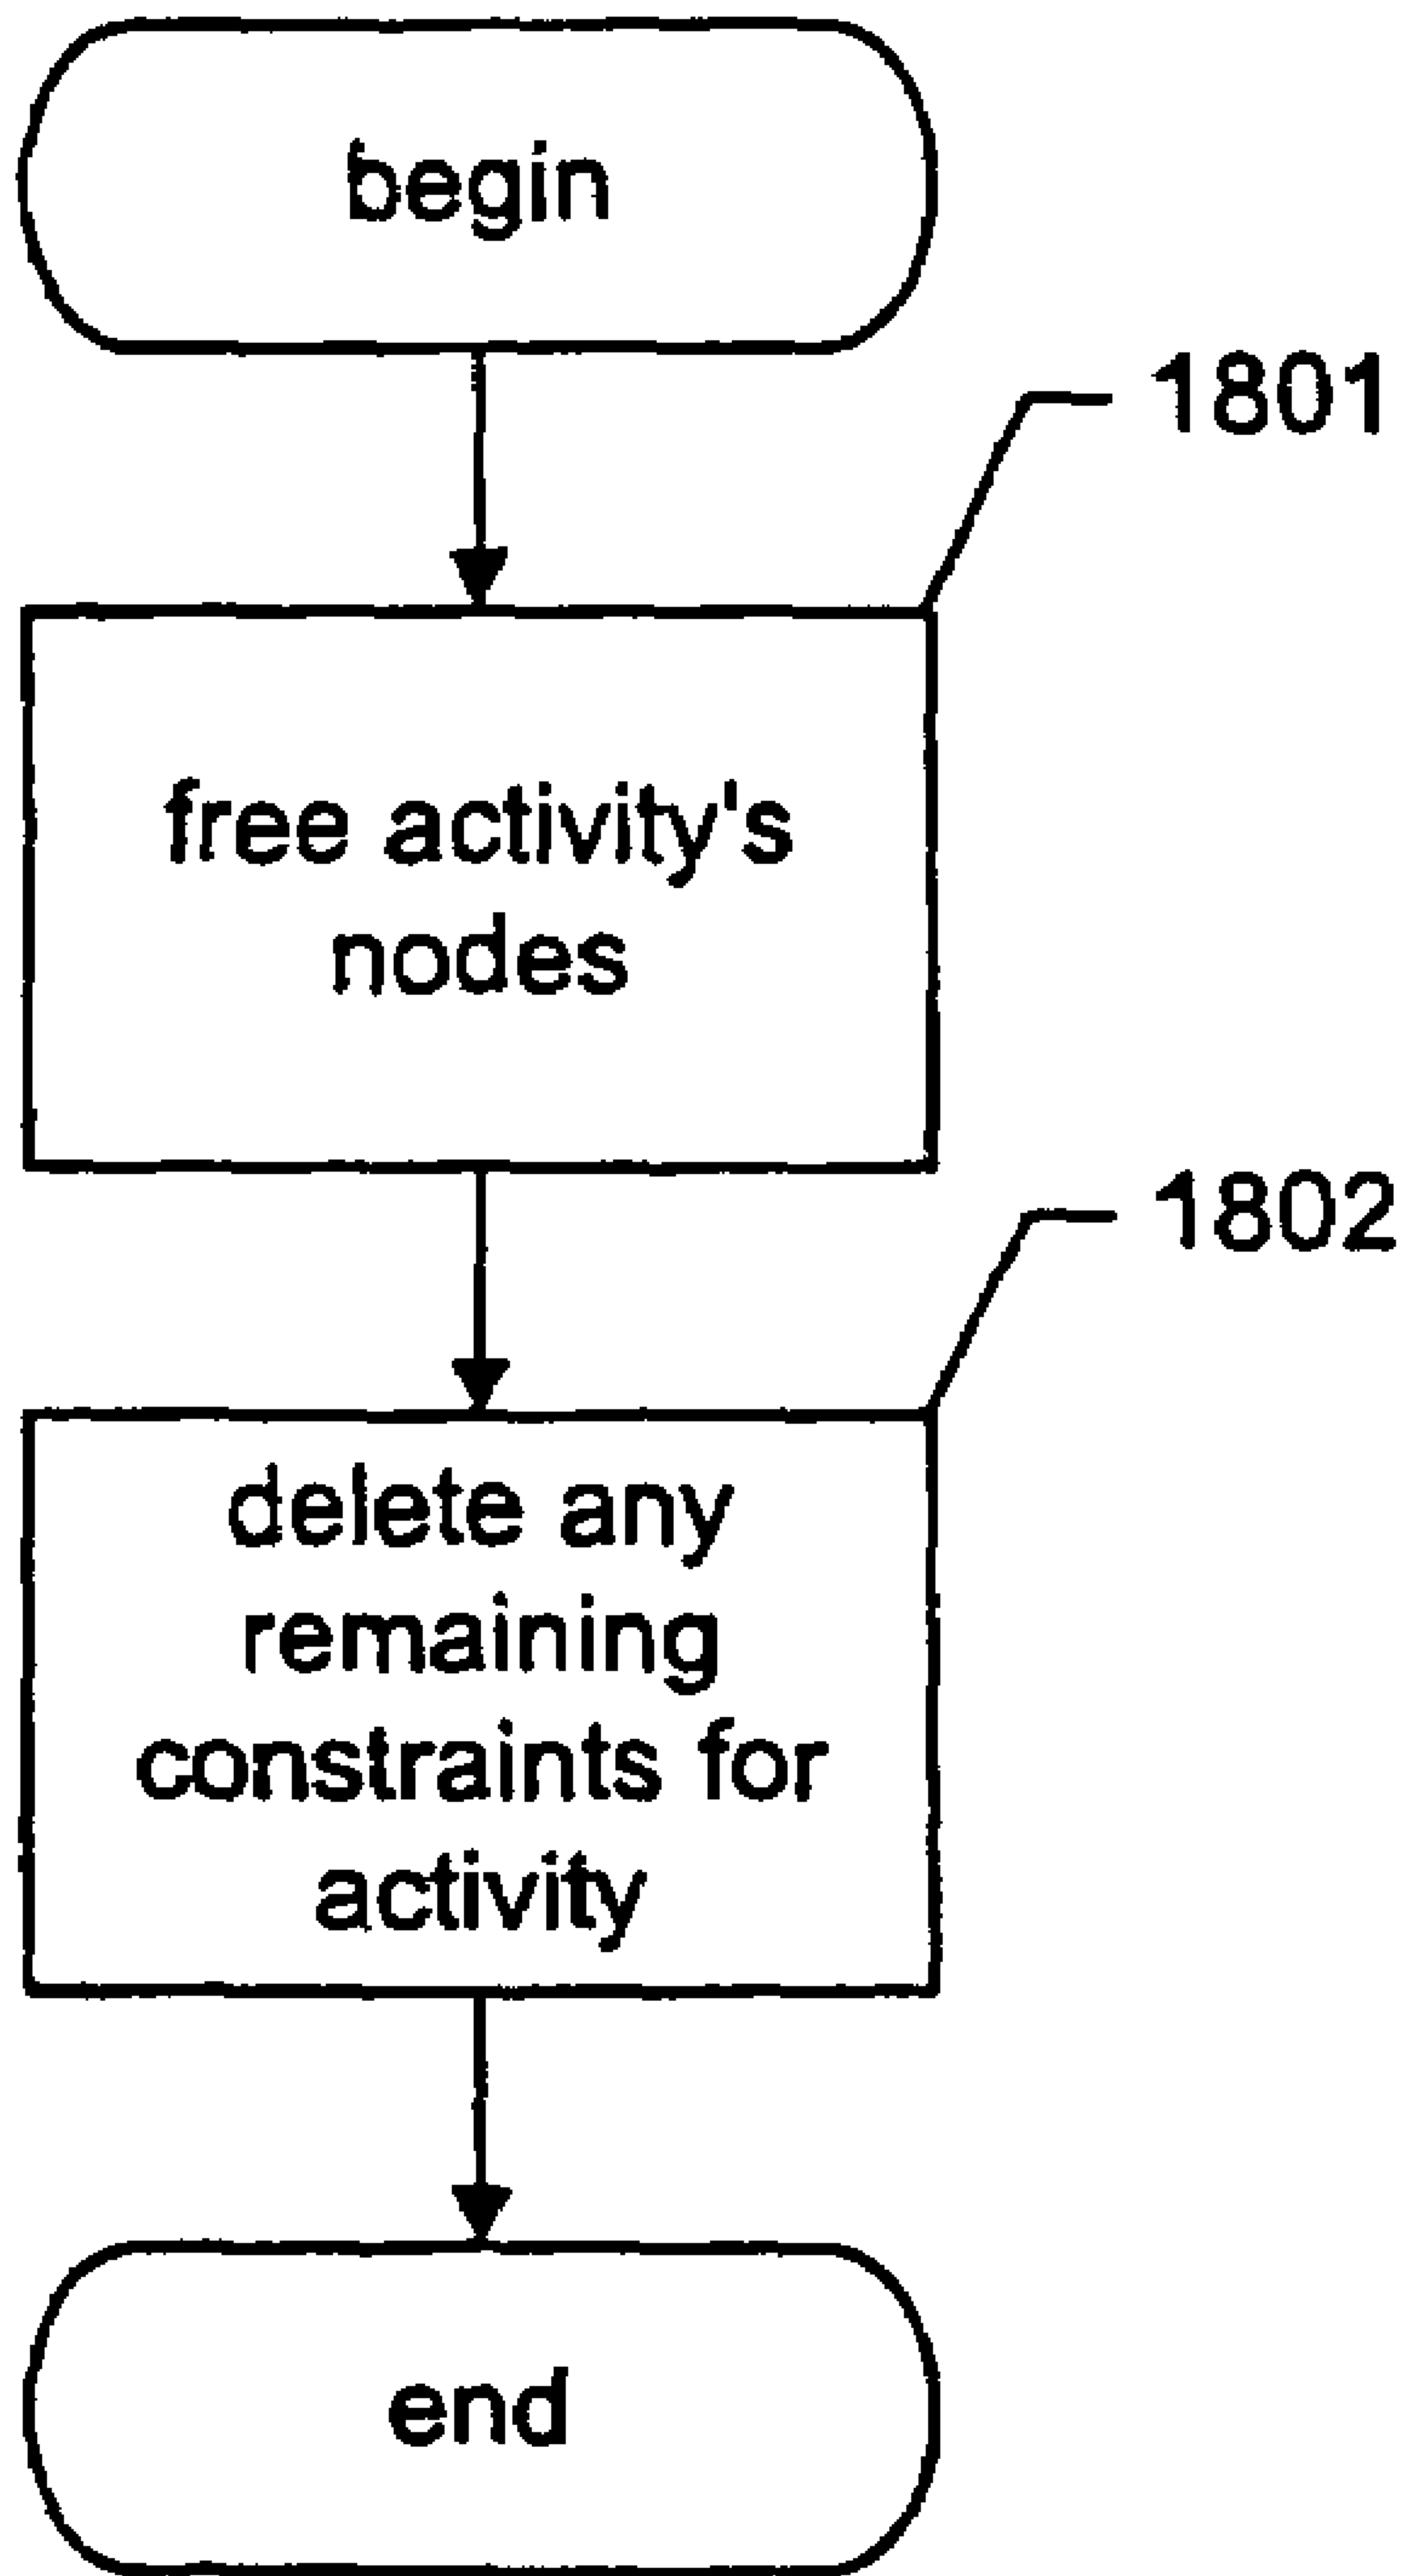 begin
1801
free activity's
nodes
1802
delete any
remaining
constraints for
activity
end